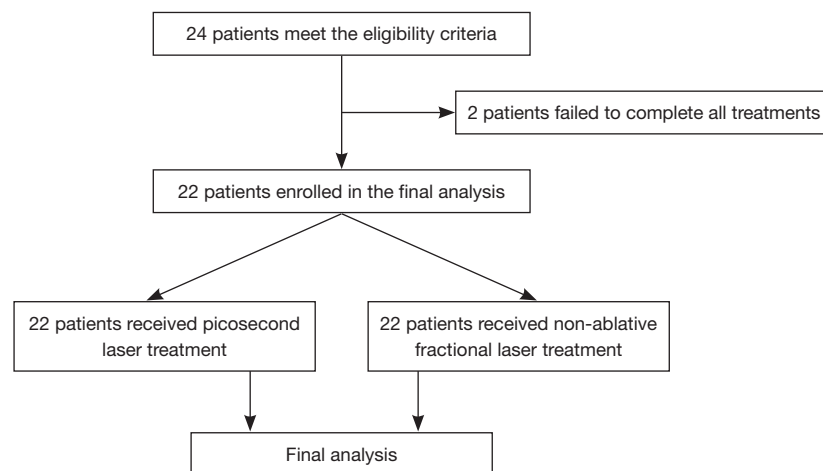 24 patients meet the eligibility criteria
2 patients failed to complete all treatments
22 patients enrolled in the final analysis
22 patients received picosecond
laser treatment
22 patients received non-ablative
fractional laser treatment
Final analysis